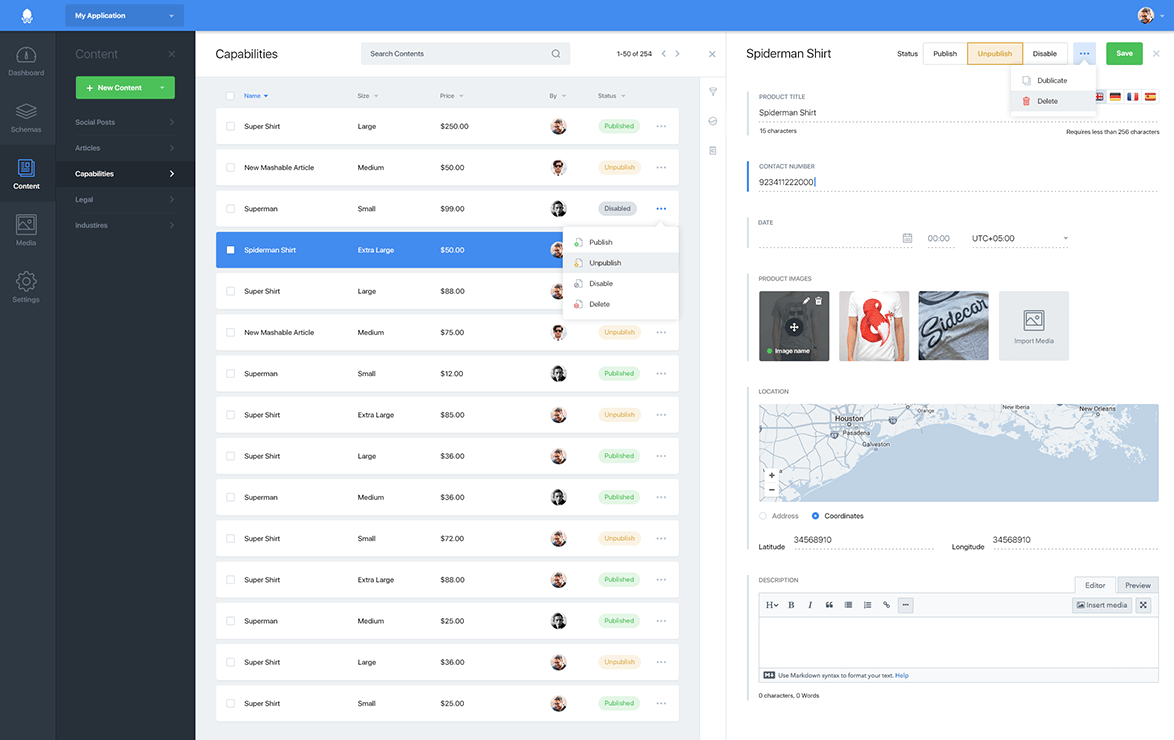 My Application
Dashboard
Schemas
Content
Media
Settings
Content
New Content
Social Posts
Articles
Capabilities
Legal
Industires
Capabilities
Search Contents
1-50 of 254
Name Size Price By Status
Super Shirt Large $250.00 Published
New Mashable Article Medium $50.00 Unpublish
Superman Small $99.00 Disabled
Spiderman Shirt Extra Large $50.00
Super Shirt Large $88.00
New Mashable Article Medium $75.00 Unpublish
Superman Small $12.00 Published
Super Shirt Extra Large $85.00 Unpublish
Super Shirt Large $36.00 Published
Superman Medium $36.00 Published
Super Shirt Small $72.00 Unpublish
Super Shirt Extra Large $88.00 Published
Superman Medium $25.00 Published
Super Shirt Large $36.00 Unpublish
Super Shirt Small $25.00 Published
Publish
Unpublish
Disable
Delete
Spiderman Shirt
Status Publish Unpublish Disable Save
Dublicate
Delete
PRODUCT TITLE
Spiderman Shirt
15 characters Requires less than 256 characters
CONTACT NUMBER
923411222000
DATE
00:00 UTC+05:00
PRODUCT IMAGES
Image name
Sidecar
Import Media
LOCATION
Houston
Pasadena
Galveston
Orange
New Iberia
New Orleans
+
−
Address Coordinates
Latitude 34568910 Longitude 34568910
DESCRIPTION
Editor Preview
H B I Insert media
Use Markdown syntax to format your text. Help
0 characters, 0 Words